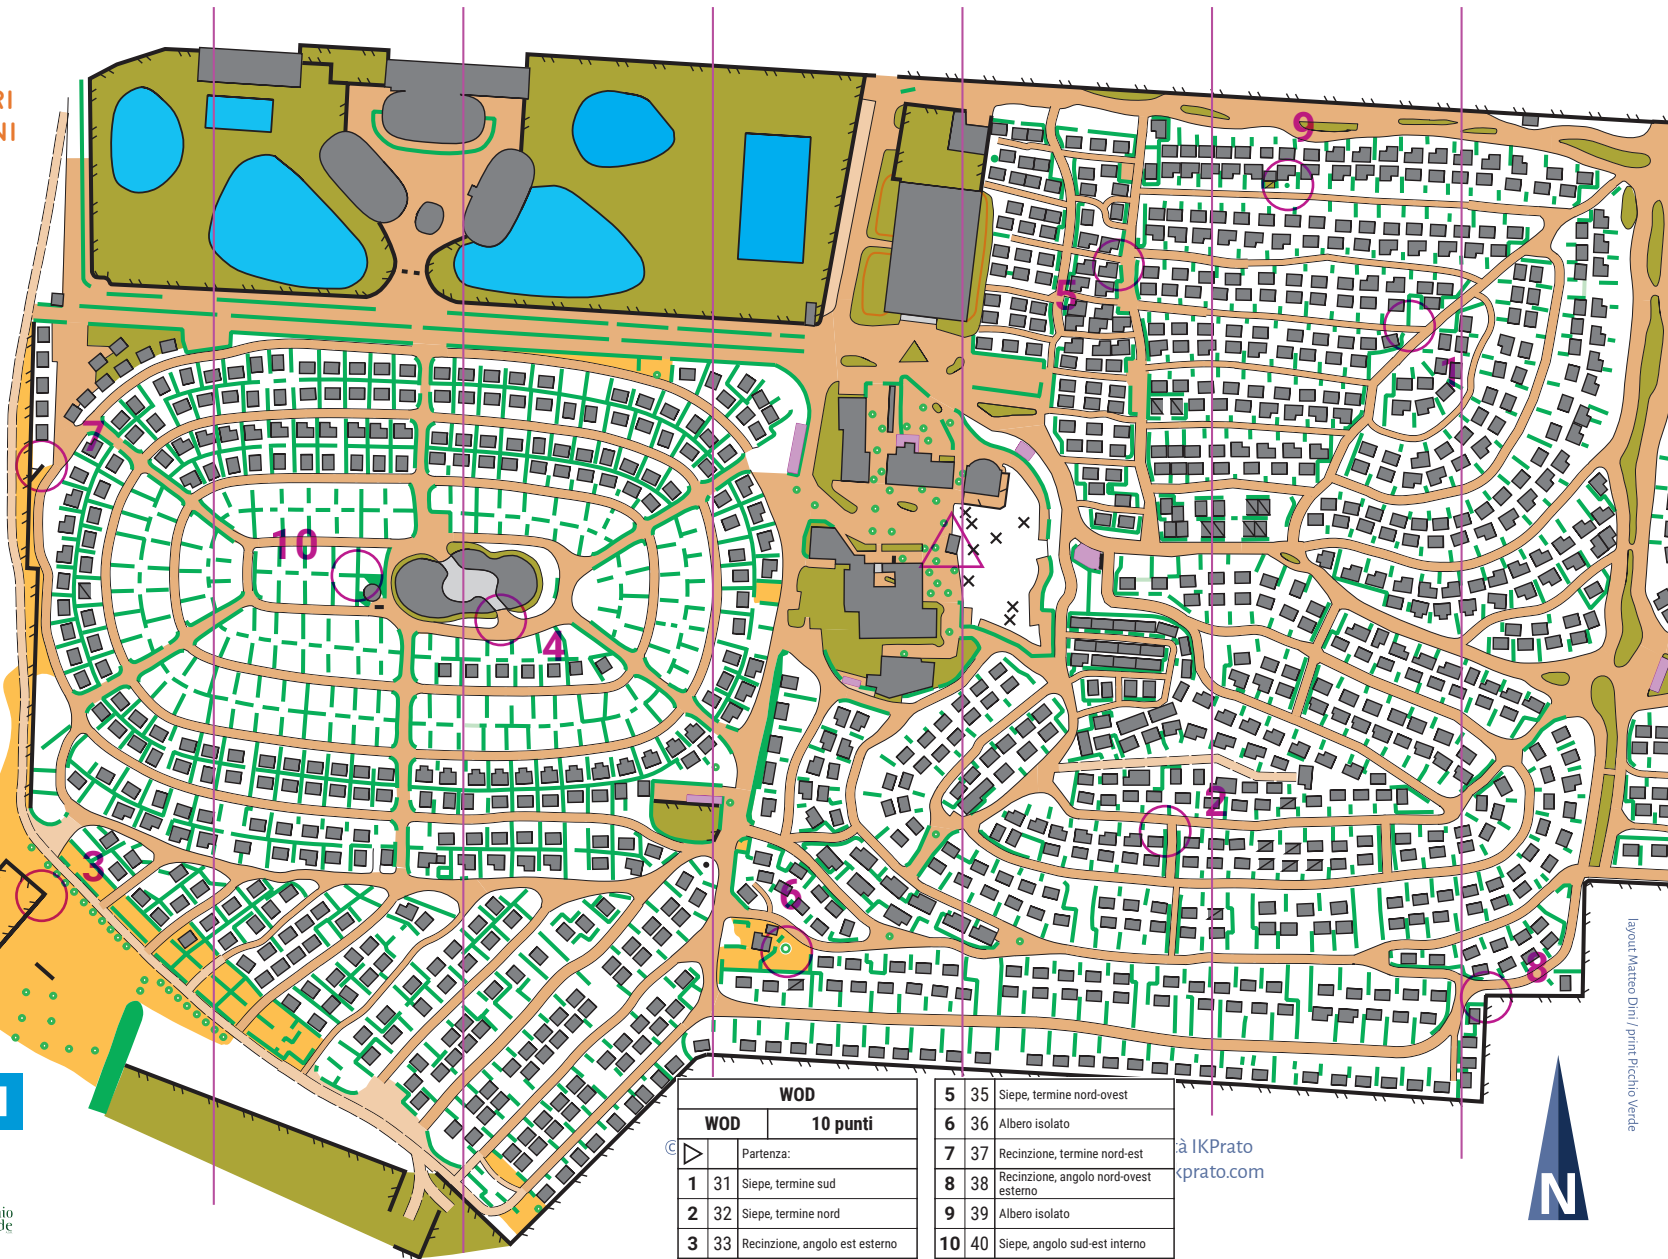 RI
NI
9
5
1
7
10
4
2
3
6
8
WOD
WOD 10 punti
Partenza:
1 31 Siepe, termine sud
2 32 Siepe, termine nord
3 33 Recinzione, angolo est esterno
5 35 Siepe, termine nord-ovest
6 36 Albero isolato
7 37 Recinzione, termine nord-est
8 38 Recinzione, angolo nord-ovest
esterno
9 39 Albero isolato
10 40 Siepe, angolo sud-est interno
©
tà IKPrato
kprato.com
layout Matteo Dini / print Picchio Verde
N
io
de